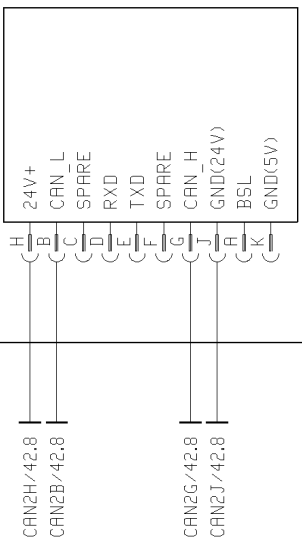 24V+
CAN_L
SPARE
RXD
TXD
SPARE
CAN_H
GND(24V)
BSL
GND(5V)
H
B
C
D
E
F
G
J
A
K
CAN2H/42.8
CAN2B/42.8
CAN2G/42.8
CAN2J/42.8